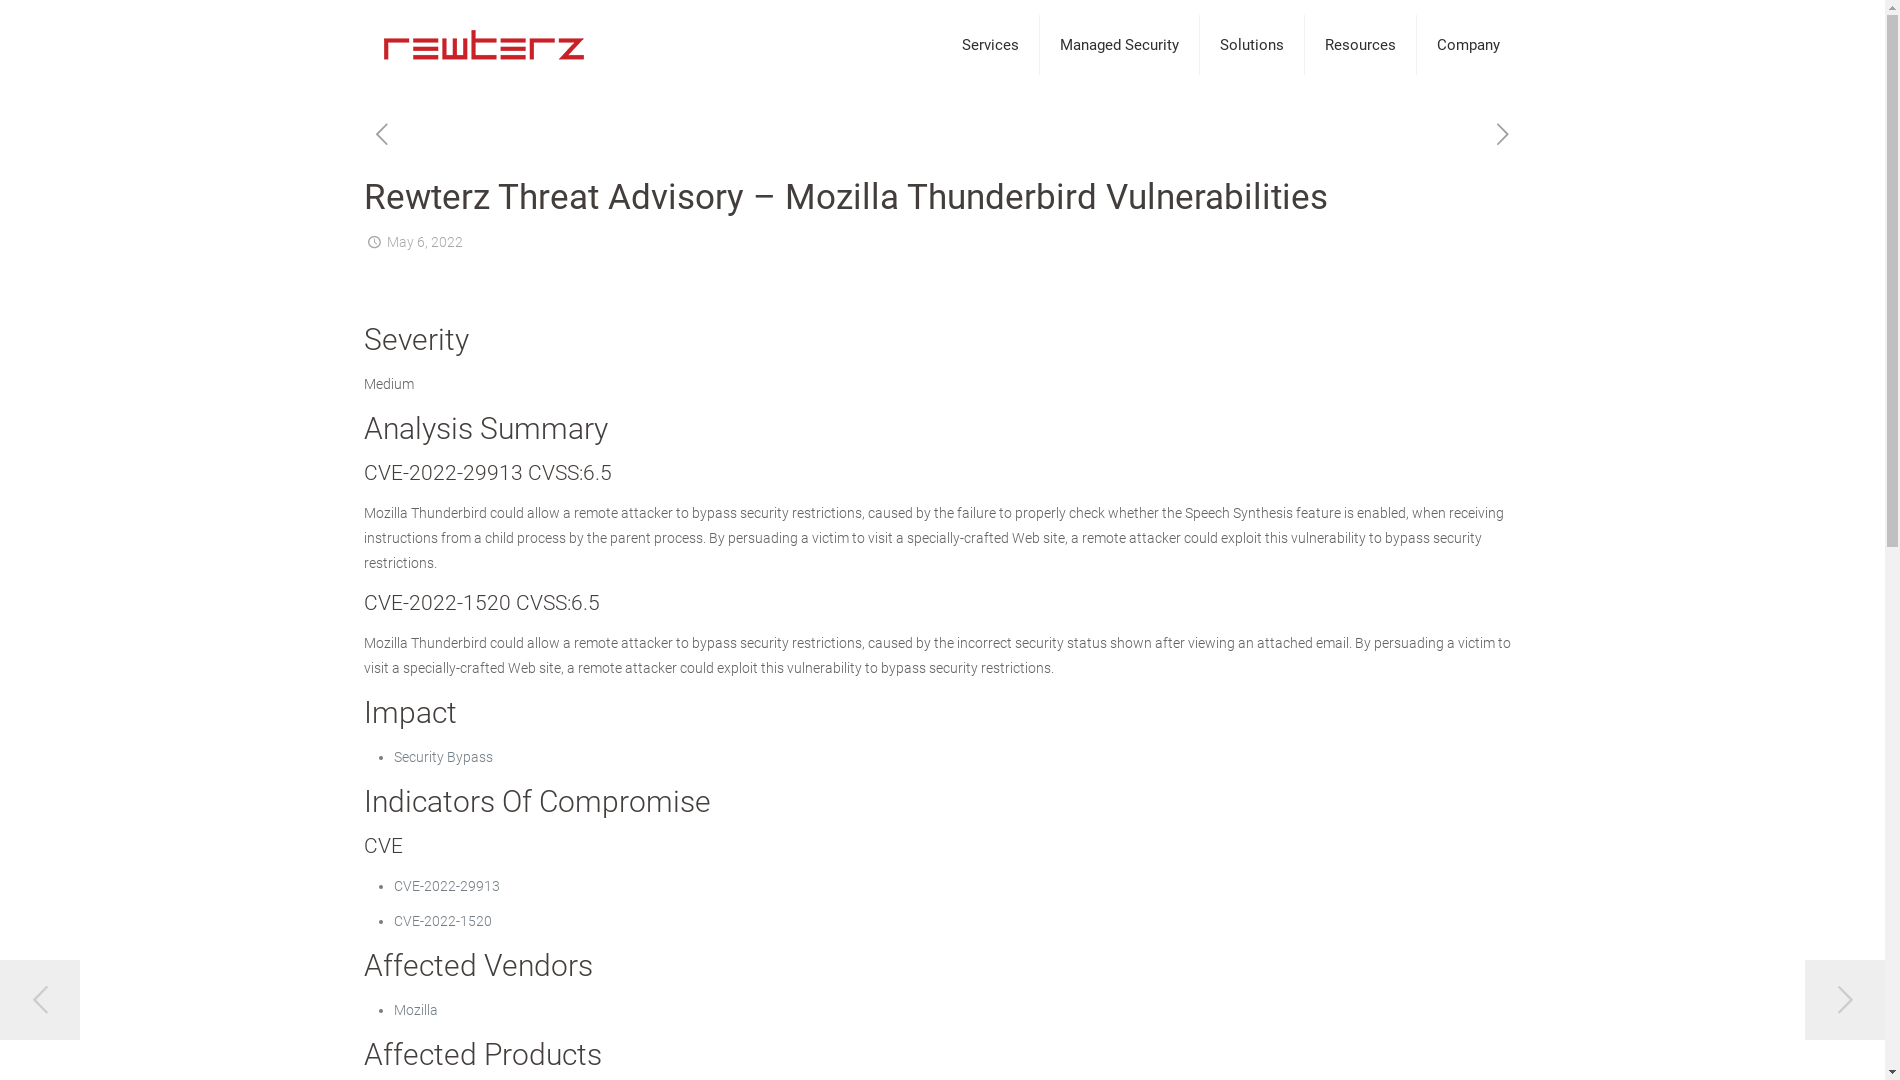 rewterz
Services
Managed Security
Solutions
Resources
Company
Rewterz Threat Advisory – Mozilla Thunderbird Vulnerabilities
May 6, 2022
Severity
Medium
Analysis Summary
CVE-2022-29913 CVSS:6.5
Mozilla Thunderbird could allow a remote attacker to bypass security restrictions, caused by the failure to properly check whether the Speech Synthesis feature is enabled, when receiving
instructions from a child process by the parent process. By persuading a victim to visit a specially-crafted Web site, a remote attacker could exploit this vulnerability to bypass security
restrictions.
CVE-2022-1520 CVSS:6.5
Mozilla Thunderbird could allow a remote attacker to bypass security restrictions, caused by the incorrect security status shown after viewing an attached email. By persuading a victim to
visit a specially-crafted Web site, a remote attacker could exploit this vulnerability to bypass security restrictions.
Impact
• Security Bypass
Indicators Of Compromise
CVE
• CVE-2022-29913
• CVE-2022-1520
Affected Vendors
• Mozilla
Affected Products